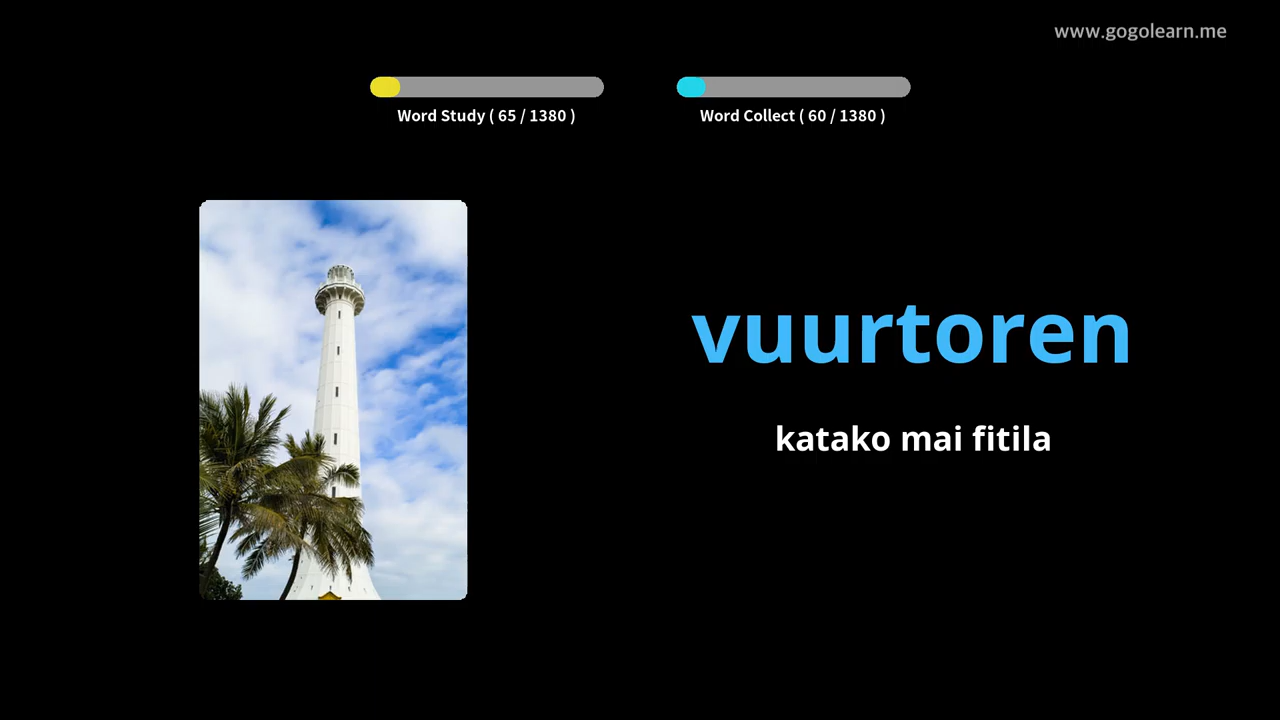 www.gogolearn.me
Word Study ( 65 / 1380 )
Word Collect ( 60 / 1380 )
vuurtoren
katako mai fitila